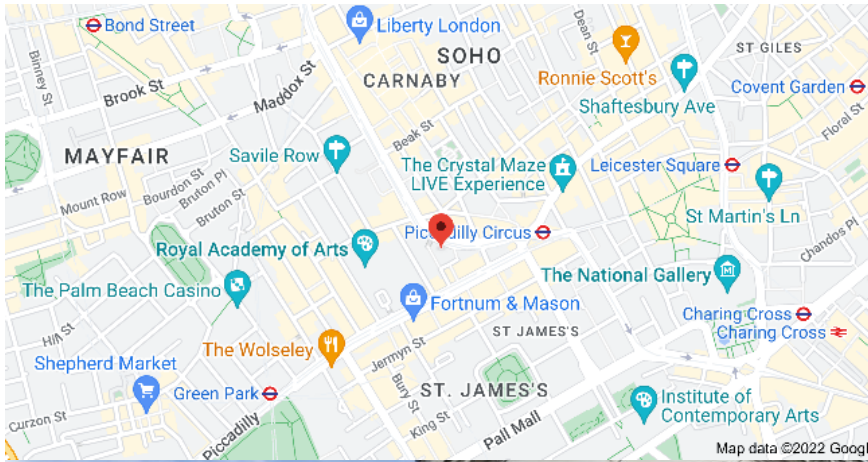 Bond Street
Liberty London
SOHO
CARNABY
Dean St
Ronnie Scott's
ST GILES
Binney St
Brook St
Maddox St
Shaftesbury Ave
Covent Garden
Floral St
Beak St
MAYFAIR
Savile Row
The Crystal Maze
LIVE Experience
Leicester Square
Bourdon St
Bruton Pl
Mount Row
Bruton St
St Martin's Ln
Chandos Pl
Piccadilly Circus
Royal Academy of Arts
The National Gallery
The Palm Beach Casino
Fortnum & Mason
Charing Cross
Charing Cross
Hill St
ST JAMES'S
The Wolseley
Jermyn St
Shepherd Market
Green Park
Bury St
ST. JAMES'S
Institute of
Contemporary Arts
Curzon St
Piccadilly
King St
Pall Mall
Map data ©2022 Googl